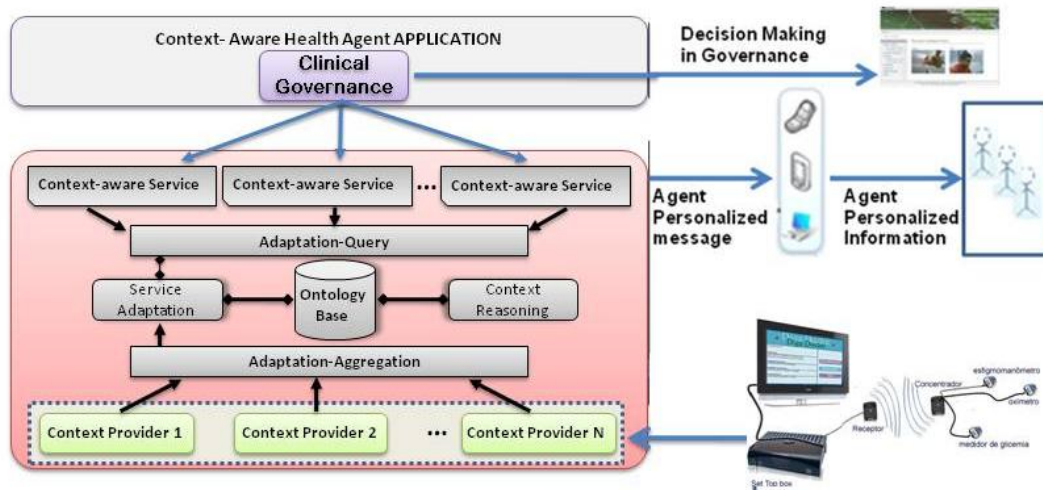 Context- Aware Health Agent APPLICATION
Clinical
Governance
Decision Making
in Governance
Context-aware Service
Context-aware Service
...
Context-aware Service
Agent
Personalized
message
Agent
Personalized
Information
Adaptation-Query
Service
Adaptation
Ontology
Base
Context
Reasoning
Adaptation-Aggregation
Context Provider 1
Context Provider 2
...
Context Provider N
esfigmomanômetro
Concentrador
oxímetro
Receptor
medidor de glicemia
Set Top box